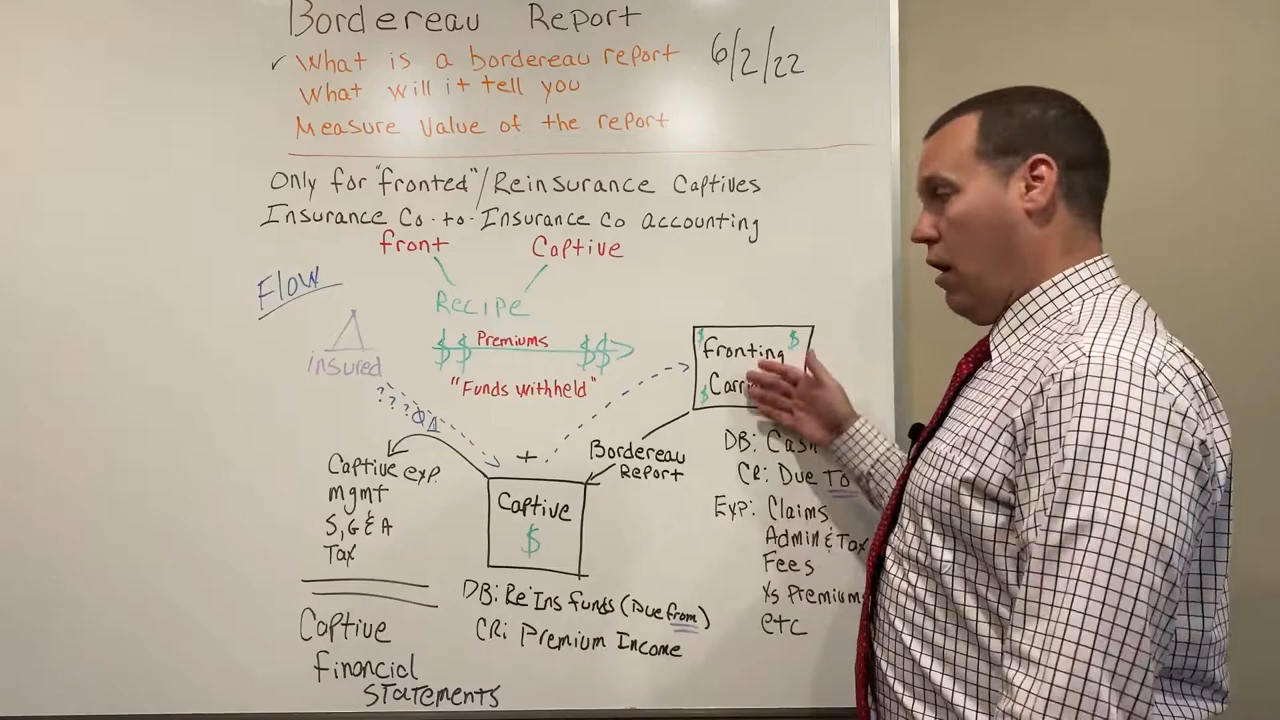 Bordereau Report
✓ What is a bordereau report
What will it tell you
Measure Value of the report
6/2/22
Only for "fronted"/Reinsurance Captives
Insurance Co. to Insurance Co accounting
front Captive
Flow
Recipe
$$ Premiums $$
"Funds withheld"
insured
? ? ?
$ $
Fronting
$
+
Bordereau
Report
Captive exp.
mgmt
S, G & A
Tax
Captive
$
DB: Cash
CR: Due To
Exp: Claims
Admin & Tax
Fees
Xs Premium
etc
DB: Re Ins funds (Due from)
CR: Premium Income
Captive
financial
Statements